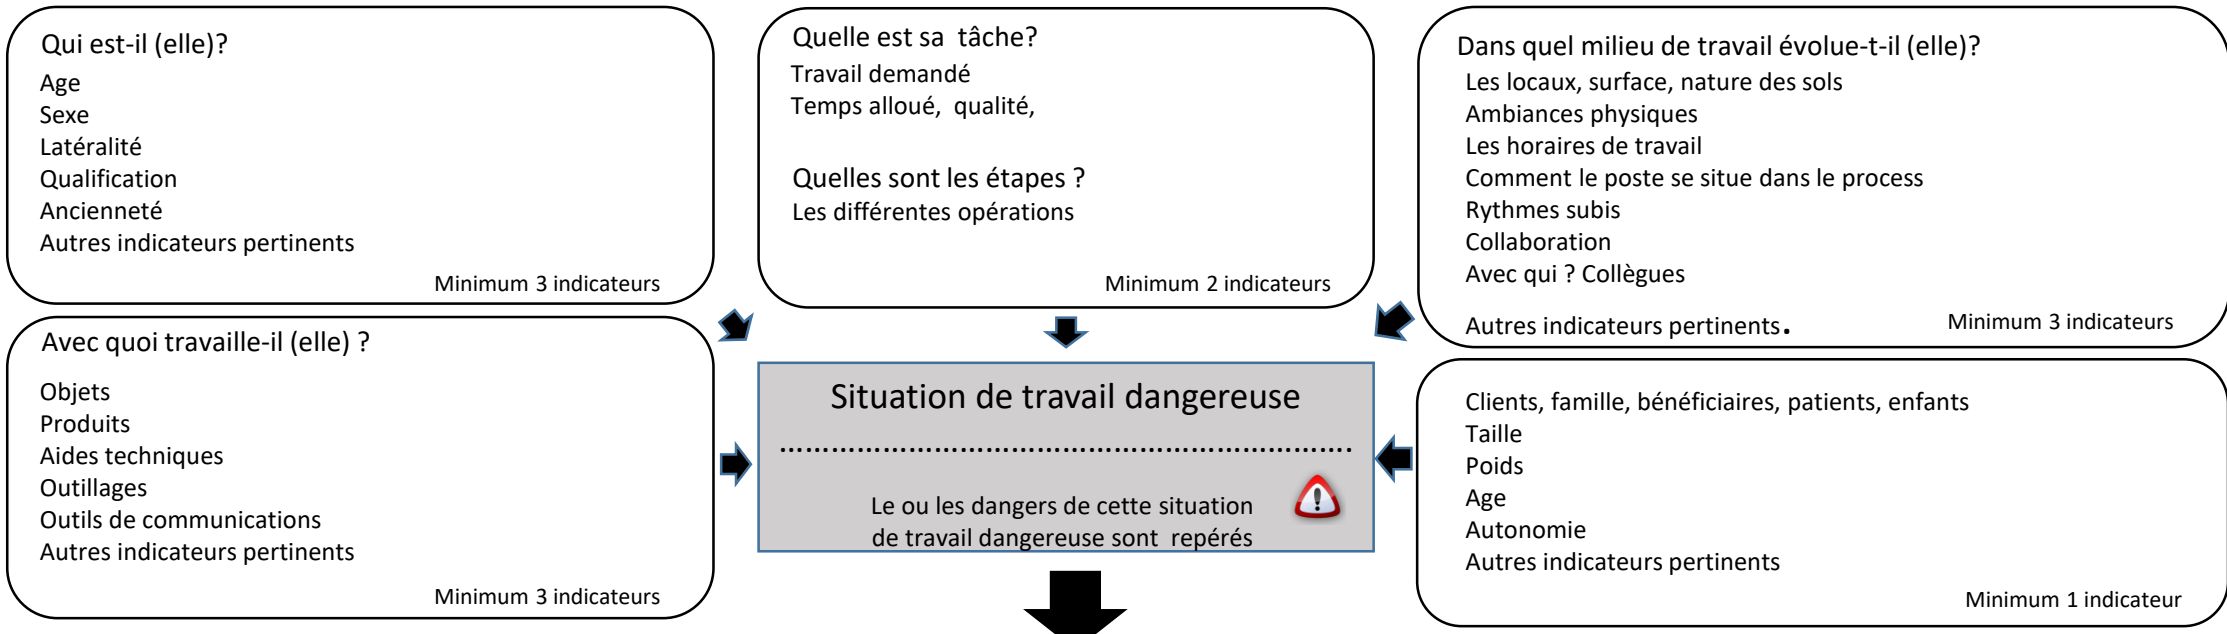 Qui est-il (elle)?
Age
Sexe
Latéralité
Qualification
Ancienneté
Autres indicateurs pertinents
Minimum 3 indicateurs
Quelle est sa tâche?
Travail demandé
Temps alloué, qualité,
Quelles sont les étapes ?
Les différentes opérations
Minimum 2 indicateurs
Dans quel milieu de travail évolue-t-il (elle)?
Les locaux, surface, nature des sols
Ambiances physiques
Les horaires de travail
Comment le poste se situe dans le process
Rythmes subis
Collaboration
Avec qui ? Collègues
Autres indicateurs pertinents.
Minimum 3 indicateurs
Avec quoi travaille-il (elle) ?
Objets
Produits
Aides techniques
Outillages
Outils de communications
Autres indicateurs pertinents
Minimum 3 indicateurs
Situation de travail dangereuse
……………………………………………………………
Le ou les dangers de cette situation
de travail dangereuse sont repérés
Clients, famille, bénéficiaires, patients, enfants
Taille
Poids
Age
Autonomie
Autres indicateurs pertinents
Minimum 1 indicateur